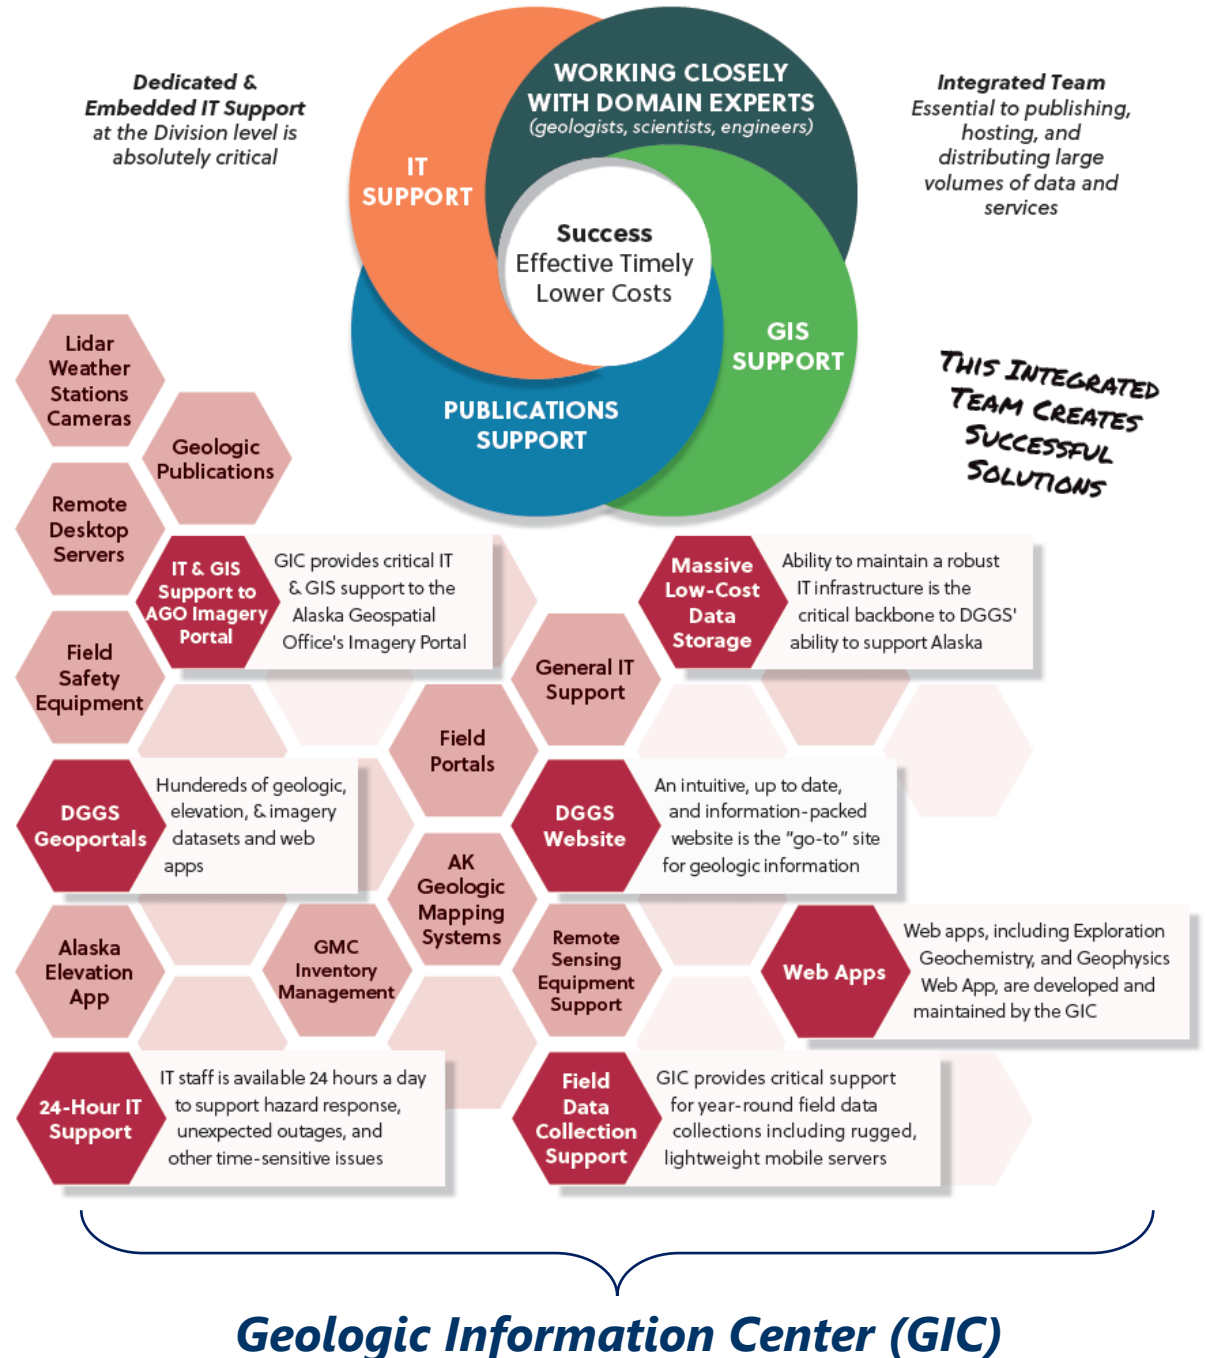 Dedicated &
Embedded IT Support
at the Division level is
absolutely critical
WORKING CLOSELY
WITH DOMAIN EXPERTS
(geologists, scientists, engineers)
IT
SUPPORT
Success
Effective Timely
Lower Costs
GIS
SUPPORT
PUBLICATIONS
SUPPORT
Integrated Team
Essential to publishing,
hosting, and
distributing large
volumes of data and
services
THIS INTEGRATED
TEAM CREATES
SUCCESSFUL
SOLUTIONS
Lidar
Weather
Stations
Cameras
Geologic
Publications
Remote
Desktop
Servers
IT & GIS
Support to
AGO Imagery
Portal
GIC provides critical IT
& GIS support to the
Alaska Geospatial
Office's Imagery Portal
Massive
Low-Cost
Data
Storage
Ability to maintain a robust
IT infrastructure is the
critical backbone to DGGS'
ability to support Alaska
Field
Safety
Equipment
General IT
Support
Field
Portals
DGGS
Geoportals
Hundereds of geologic,
elevation, & imagery
datasets and web
apps
DGGS
Website
An intuitive, up to date,
and information-packed
website is the “go-to” site
for geologic information
AK
Geologic
Mapping
Systems
Alaska
Elevation
App
GMC
Inventory
Management
Remote
Sensing
Equipment
Support
Web Apps
Web apps, including Exploration
Geochemistry, and Geophysics
Web App, are developed and
maintained by the GIC
24-Hour IT
Support
IT staff is available 24 hours a day
to support hazard response,
unexpected outages, and
other time-sensitive issues
Field
Data
Collection
Support
GIC provides critical support
for year-round field data
collections including rugged,
lightweight mobile servers
Geologic Information Center (GIC)